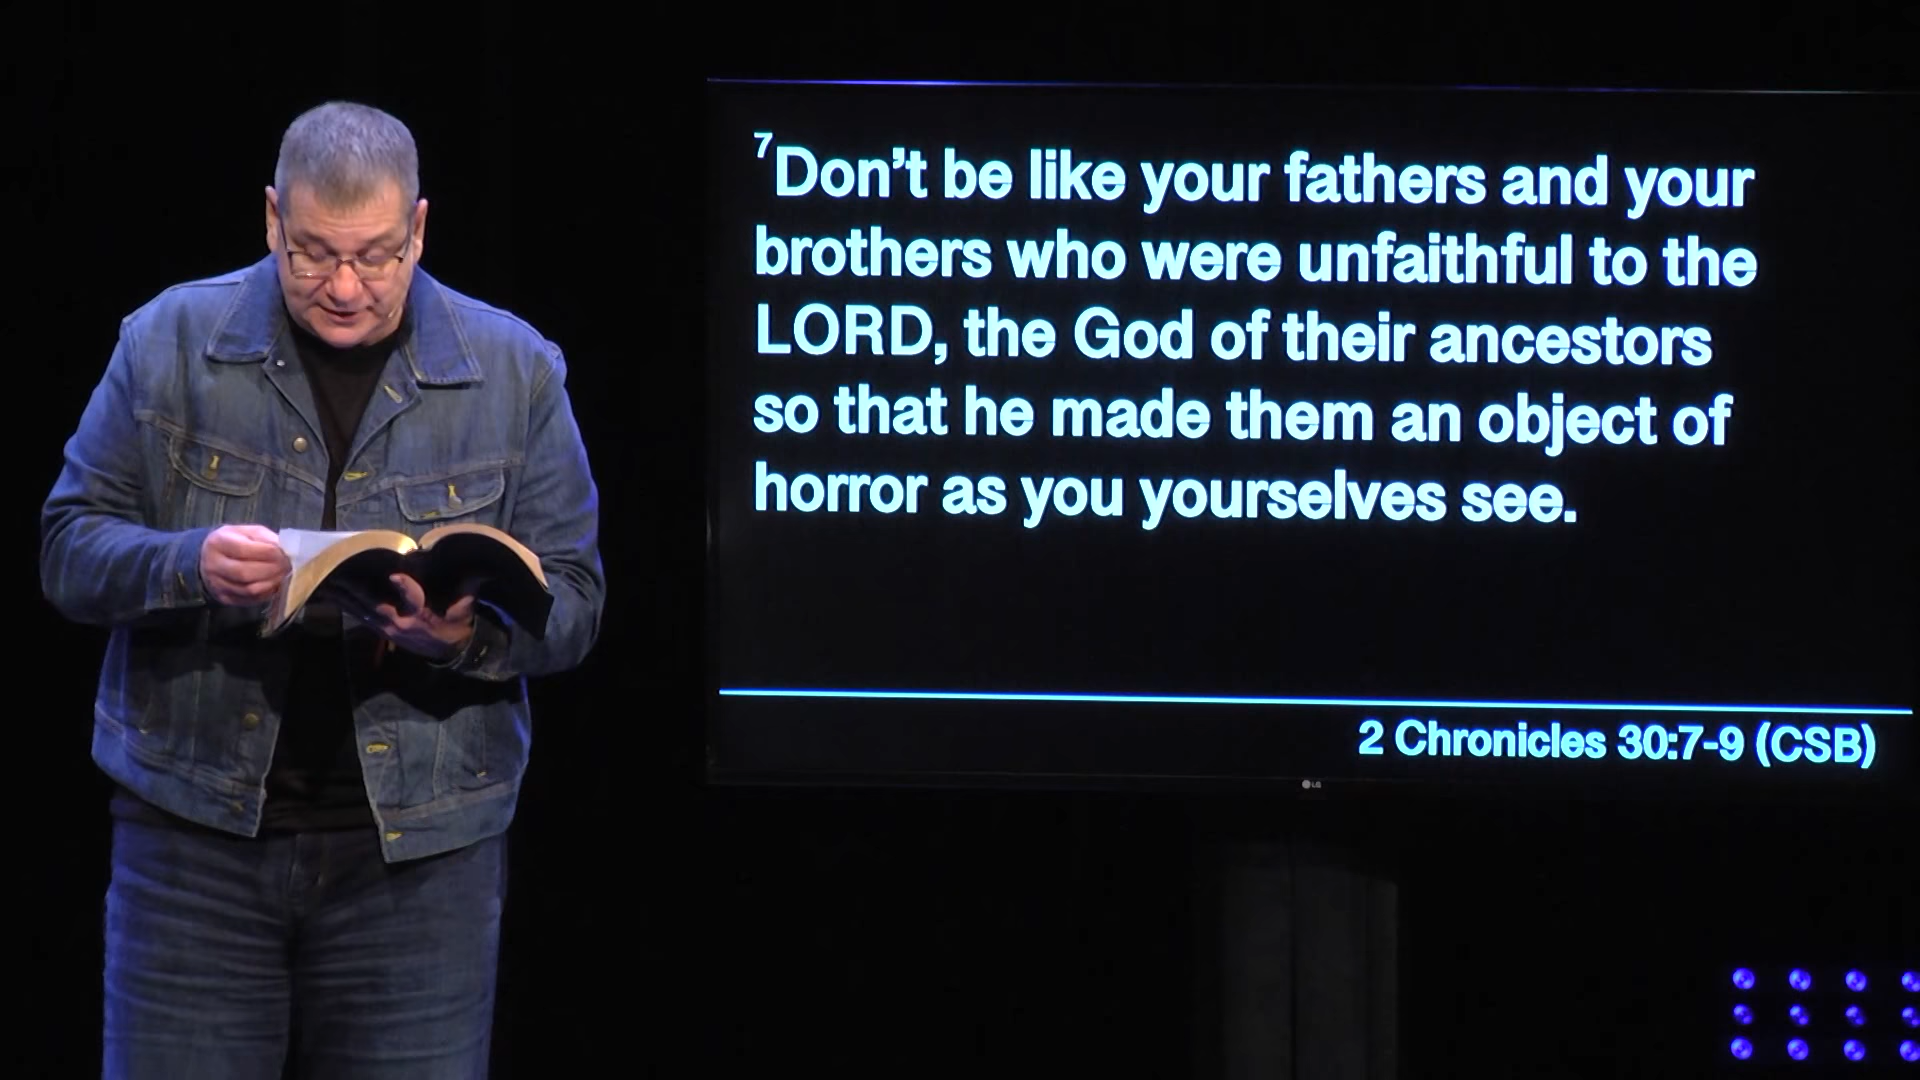 ⁷Don’t be like your fathers and your
brothers who were unfaithful to the
LORD, the God of their ancestors
so that he made them an object of
horror as you yourselves see.
2 Chronicles 30:7-9 (CSB)
LG